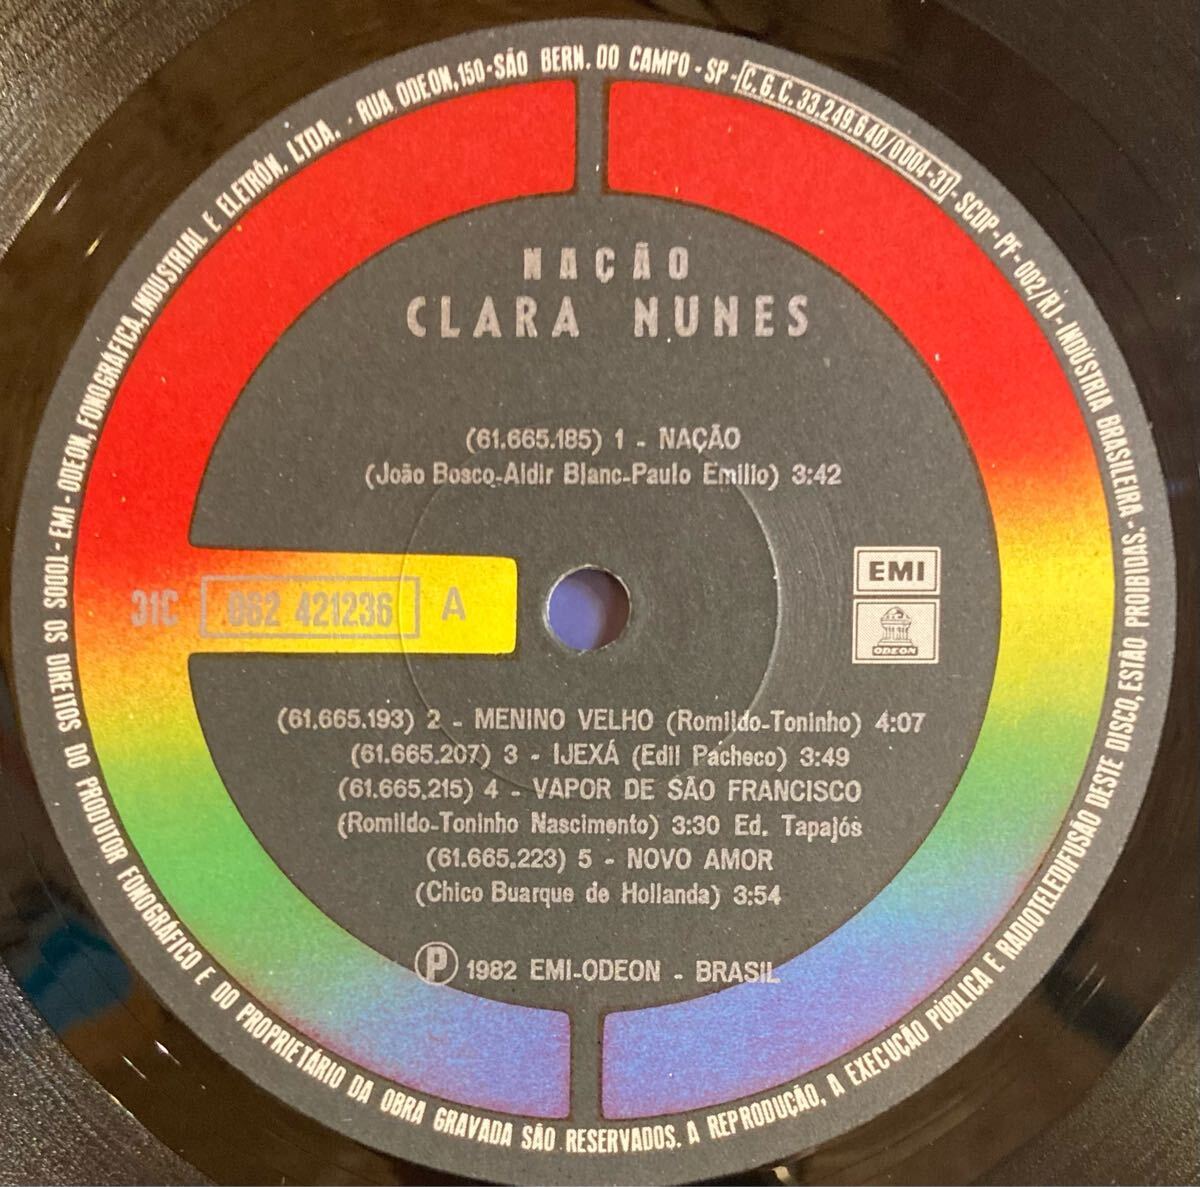 EMI-ODEON, FONOGRÁFICA, INDUSTRIAL E ELETRÔN. LTDA. · RUA ODEON, 150-SÃO BERN. DO CAMPO-SP-C.G.C. 33.249.640/0004-31-SCDP-PF-002/RJ-INDÚSTRIA BRASILEIRA-
TODOS OS DIREITOS DO PRODUTOR FONOGRÁFICO E DO PROPRIETÁRIO DA OBRA GRAVADA SÃO RESERVADOS. A REPRODUÇÃO, A EXECUÇÃO PÚBLICA E RADIOTELEDIFUSÃO DESTE DISCO, ESTÃO PROIBIDAS.-
NAÇÃO
CLARA NUNES
(61.665.185) 1 - NAÇÃO
(João Bosco-Aldir Blanc-Paulo Emilio) 3:42
EMI
ODEON
31C 062 421236 A
(61.665.193) 2 - MENINO VELHO (Romildo-Toninho) 4:07
(61.665.207) 3 - IJEXÁ (Edil Pacheco) 3:49
(61.665.215) 4 - VAPOR DE SÃO FRANCISCO
(Romildo-Toninho Nascimento) 3:30 Ed. Tapajós
(61.665.223) 5 - NOVO AMOR
(Chico Buarque de Hollanda) 3:54
℗ 1982 EMI-ODEON - BRASIL